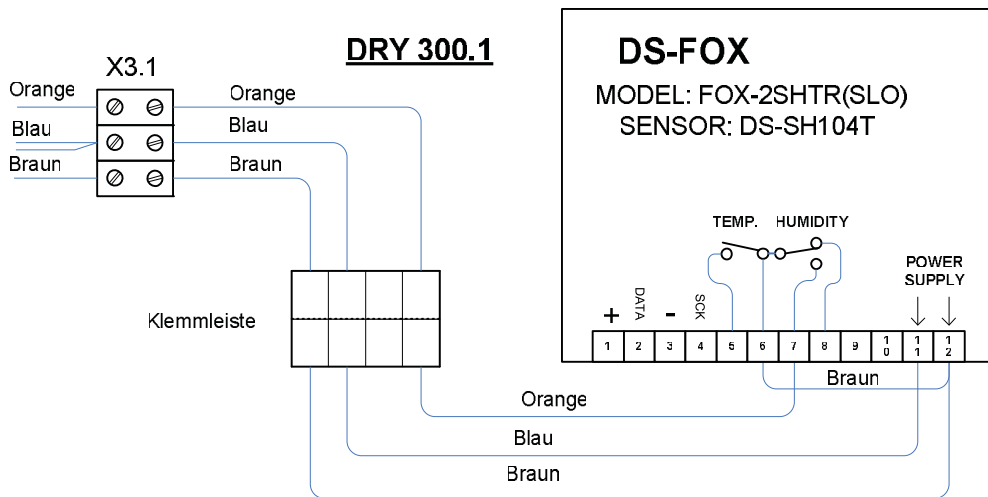 DRY 300.1
DS-FOX
MODEL: FOX-2SHTR(SLO)
SENSOR: DS-SH104T
X3.1
Orange
Orange
Blau
Blau
Braun
Braun
TEMP. HUMIDITY
POWER
SUPPLY
Klemmleiste
+ DATA - SCK
1 2 3 4 5 6 7 8 9 10 11 12
Braun
Orange
Blau
Braun